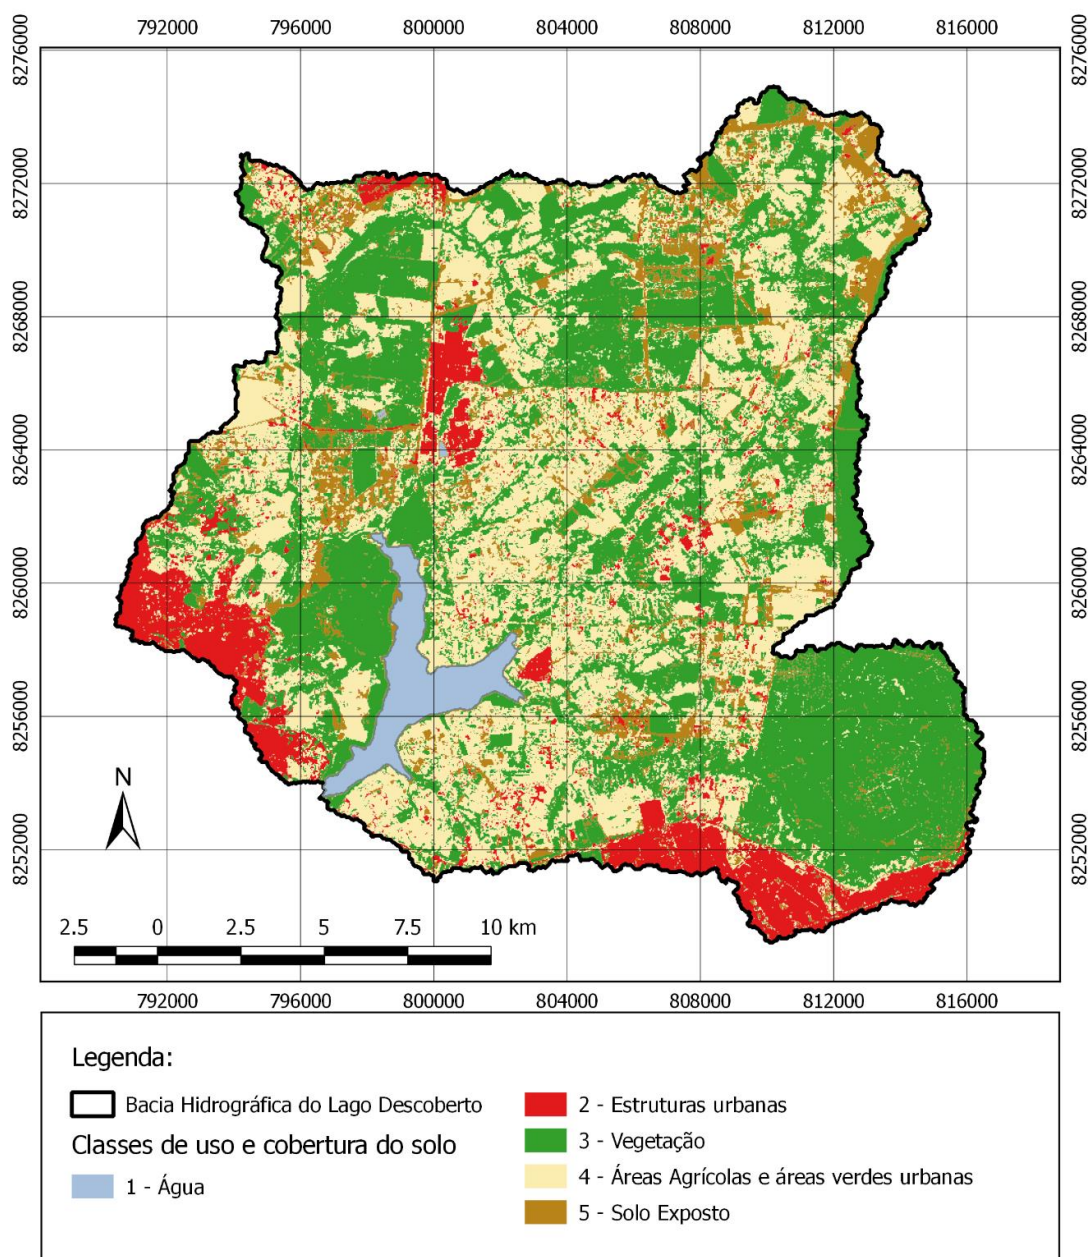 792000 796000 800000 804000 808000 812000 816000
8276000 8276000
8272000 8272000
8268000 8268000
8264000 8264000
8260000 8260000
8256000 8256000
8252000 8252000
N
2.5 0 2.5 5 7.5 10 km
792000 796000 800000 804000 808000 812000 816000
Legenda:
Bacia Hidrográfica do Lago Descoberto
Classes de uso e cobertura do solo
1 - Água
2 - Estruturas urbanas
3 - Vegetação
4 - Áreas Agrícolas e áreas verdes urbanas
5 - Solo Exposto